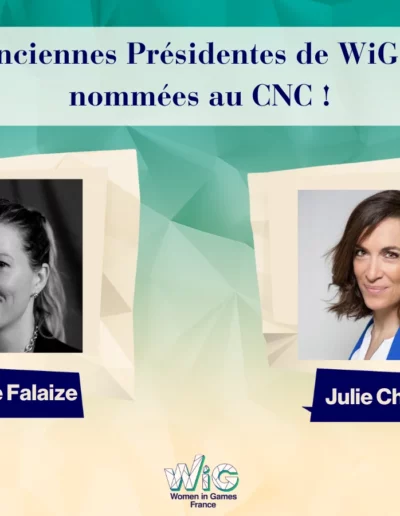 nciennes Présidentes de WiG
nommées au CNC !
e Falaize
Julie Ch
WiG
Women in Games
France